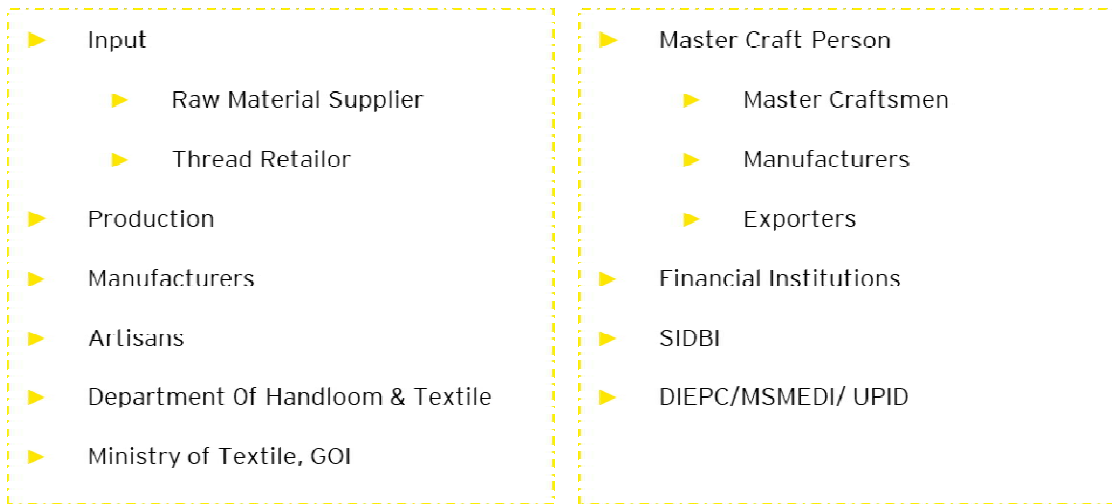 Input
Raw Material Supplier
Thread Retailor
Production
Manufacturers
Artisans
Department Of Handloom & Textile
Ministry of Textile, GOI
Master Craft Person
Master Craftsmen
Manufacturers
Exporters
Financial Institutions
SIDBI
DIEPC/MSMEDI/ UPID